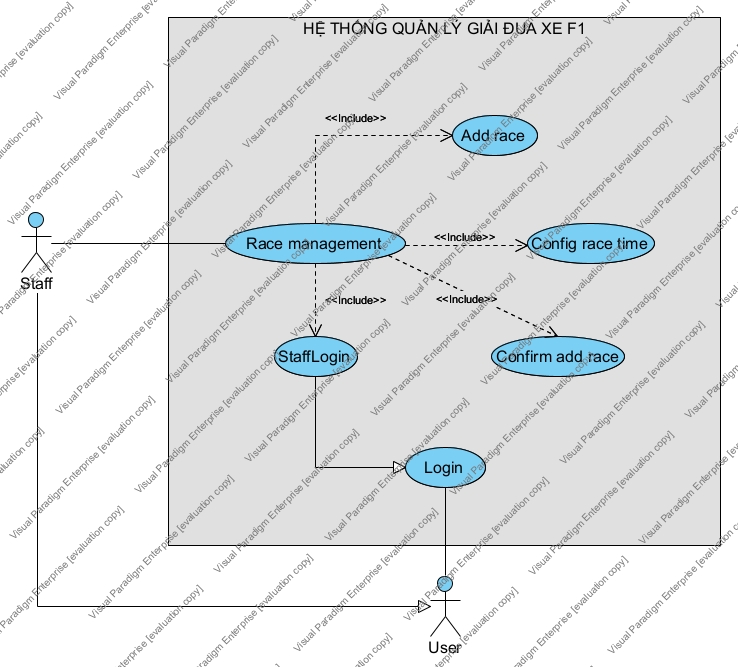 HỆ THỐNG QUẢN LÝ GIẢI ĐUA XE F1
<<Include>>
Add race
Race management
<<Include>>
Config race time
Staff
<<Include>>
<<Include>>
StaffLogin
Confirm add race
Login
User
Visual Paradigm Enterprise [evaluation copy]